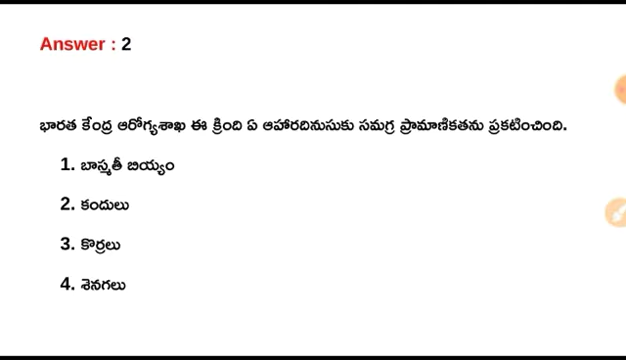 Answer : 2
భారత కేంద్ర ఆరోగ్యశాఖ ఈ క్రింది ఏ ఆహారదినుసుకు సమగ్ర ప్రామాణికతను ప్రకటించింది.
1. బాస్మతీ బియ్యం
2. కందులు
3. కొర్రలు
4. శెనగలు